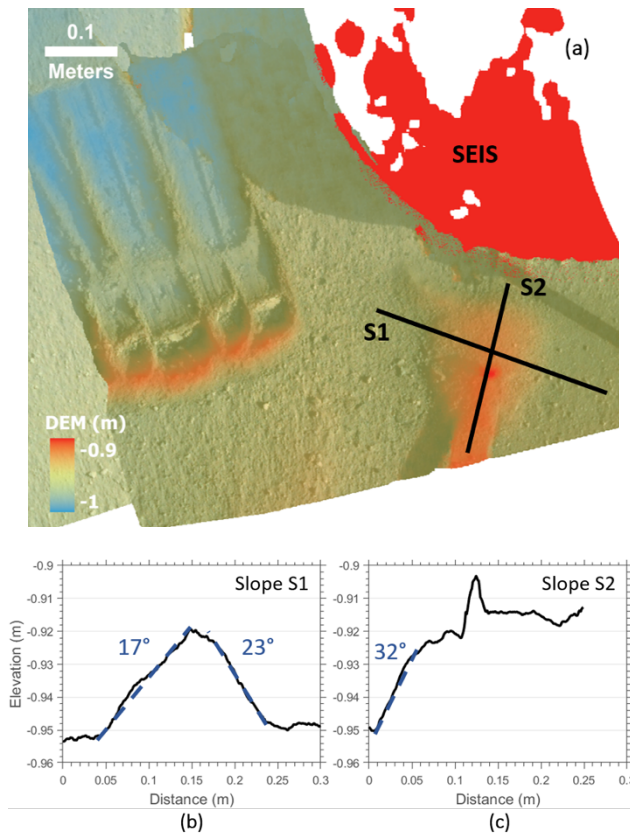 0.1
Meters
(a)
SEIS
S2
S1
DEM (m)
-0.9
-1
-0.9
-0.91
-0.92
-0.93
-0.94
-0.95
-0.96
Elevation (m)
Slope S1
17°
23°
0
0.05
0.1
0.15
0.2
0.25
0.3
Distance (m)
(b)
-0.9
-0.91
-0.92
-0.93
-0.94
-0.95
-0.96
Slope S2
32°
0
0.05
0.1
0.15
0.20
0.25
0.3
Distance (m)
(c)